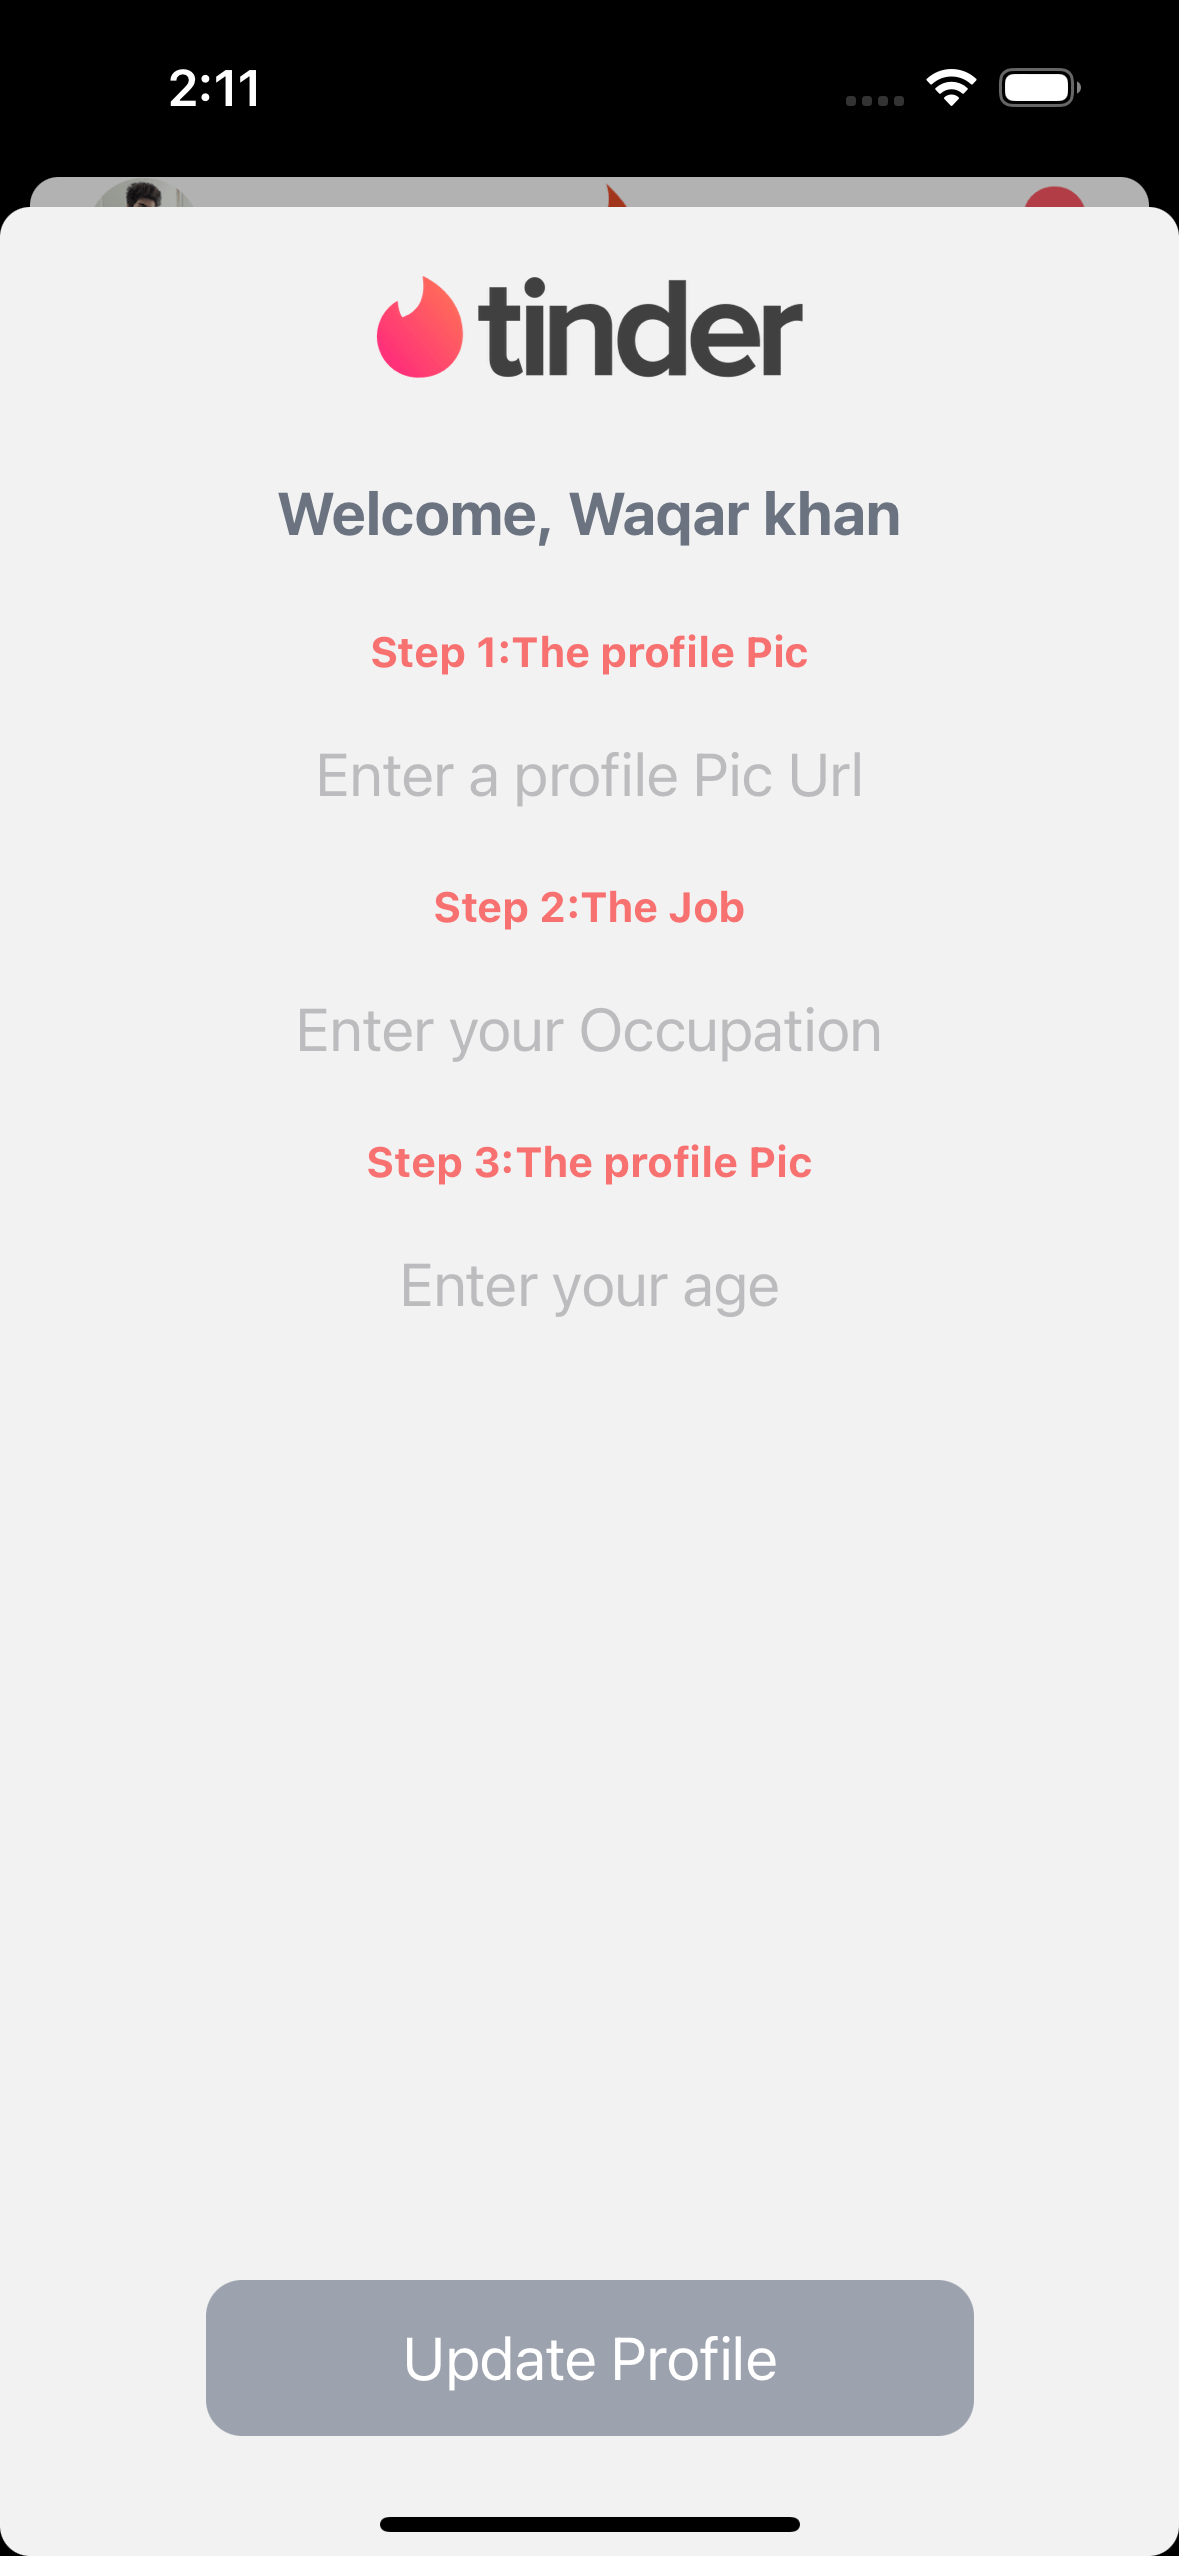 2:11
tinder
Welcome, Waqar khan
Step 1:The profile Pic
Enter a profile Pic Url
Step 2:The Job
Enter your Occupation
Step 3:The profile Pic
Enter your age
Update Profile